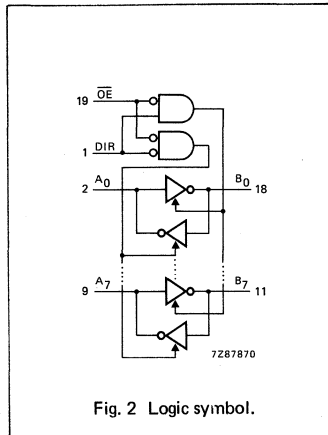 19 OE
1 DIR
2 A0 B0 18
9 A7 B7 11
7Z87870
Fig. 2 Logic symbol.